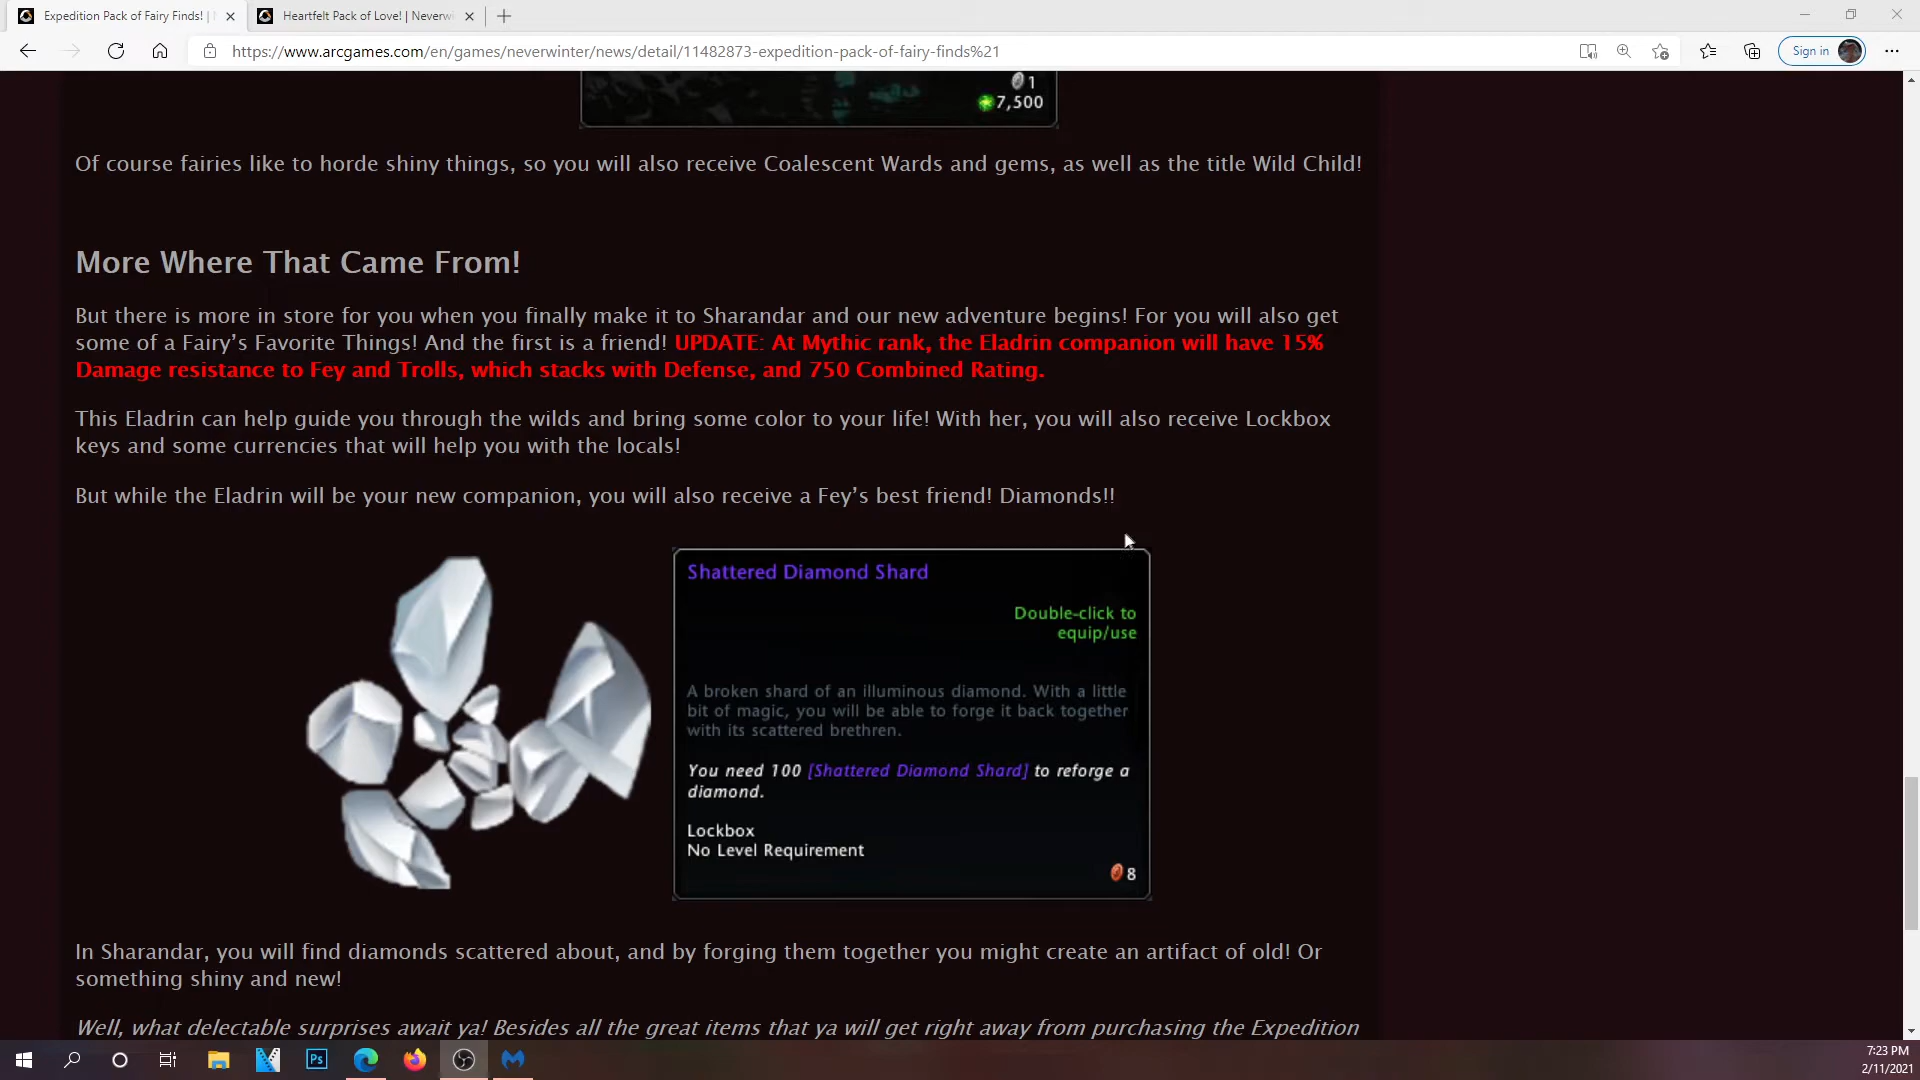 Expedition Pack of Fairy Finds! |
Heartfelt Pack of Love! | Neverwi
https://www.arcgames.com/en/games/neverwinter/news/detail/11482873-expedition-pack-of-fairy-finds%21
Sign in
1
7,500
Of course fairies like to horde shiny things, so you will also receive Coalescent Wards and gems, as well as the title Wild Child!
More Where That Came From!
But there is more in store for you when you finally make it to Sharandar and our new adventure begins! For you will also get
some of a Fairy’s Favorite Things! And the first is a friend! UPDATE: At Mythic rank, the Eladrin companion will have 15%
Damage resistance to Fey and Trolls, which stacks with Defense, and 750 Combined Rating.
This Eladrin can help guide you through the wilds and bring some color to your life! With her, you will also receive Lockbox
keys and some currencies that will help you with the locals!
But while the Eladrin will be your new companion, you will also receive a Fey’s best friend! Diamonds!!
Shattered Diamond Shard
Double-click to
equip/use
A broken shard of an illuminous diamond. With a little
bit of magic, you will be able to forge it back together
with its scattered brethren.
You need 100 [Shattered Diamond Shard] to reforge a
diamond.
Lockbox
No Level Requirement
8
In Sharandar, you will find diamonds scattered about, and by forging them together you might create an artifact of old! Or
something shiny and new!
Well, what delectable surprises await ya! Besides all the great items that ya will get right away from purchasing the Expedition
Ps
7:23 PM
2/11/2021